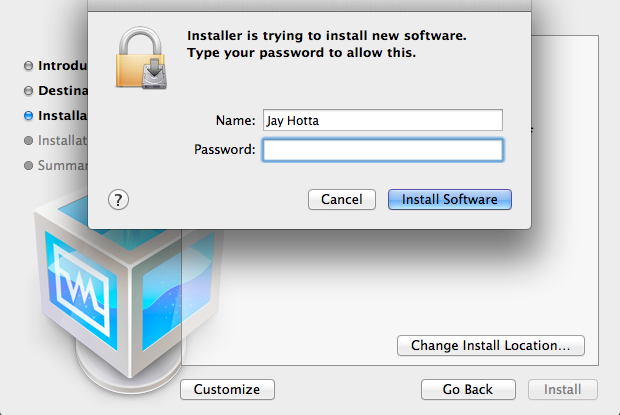 Installer is trying to install new software.
Type your password to allow this.
Name: Jay Hotta
Password:
?
Cancel
Install Software
Introdu
Destina
Installa
Installat
Summar
Change Install Location...
Customize
Go Back
Install